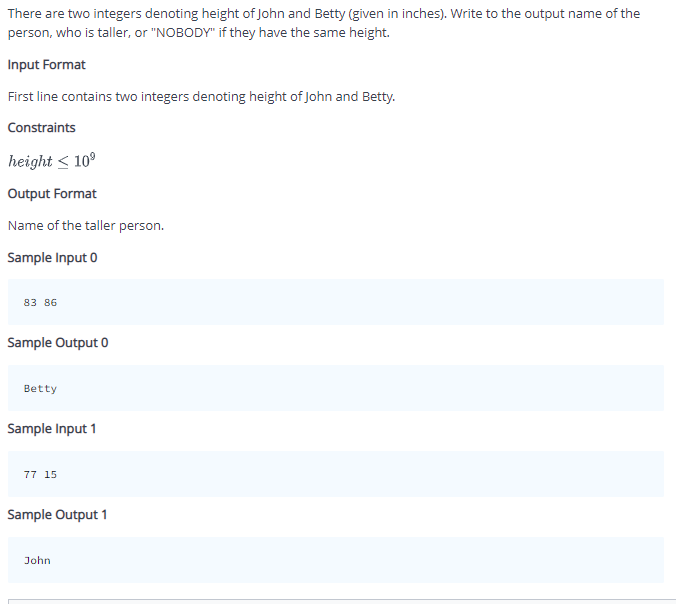 There are two integers denoting height of John and Betty (given in inches). Write to the output name of the
person, who is taller, or "NOBODY" if they have the same height.
Input Format
First line contains two integers denoting height of John and Betty.
Constraints
height ≤ 10⁹
Output Format
Name of the taller person.
Sample Input 0
83 86
Sample Output 0
Betty
Sample Input 1
77 15
Sample Output 1
John